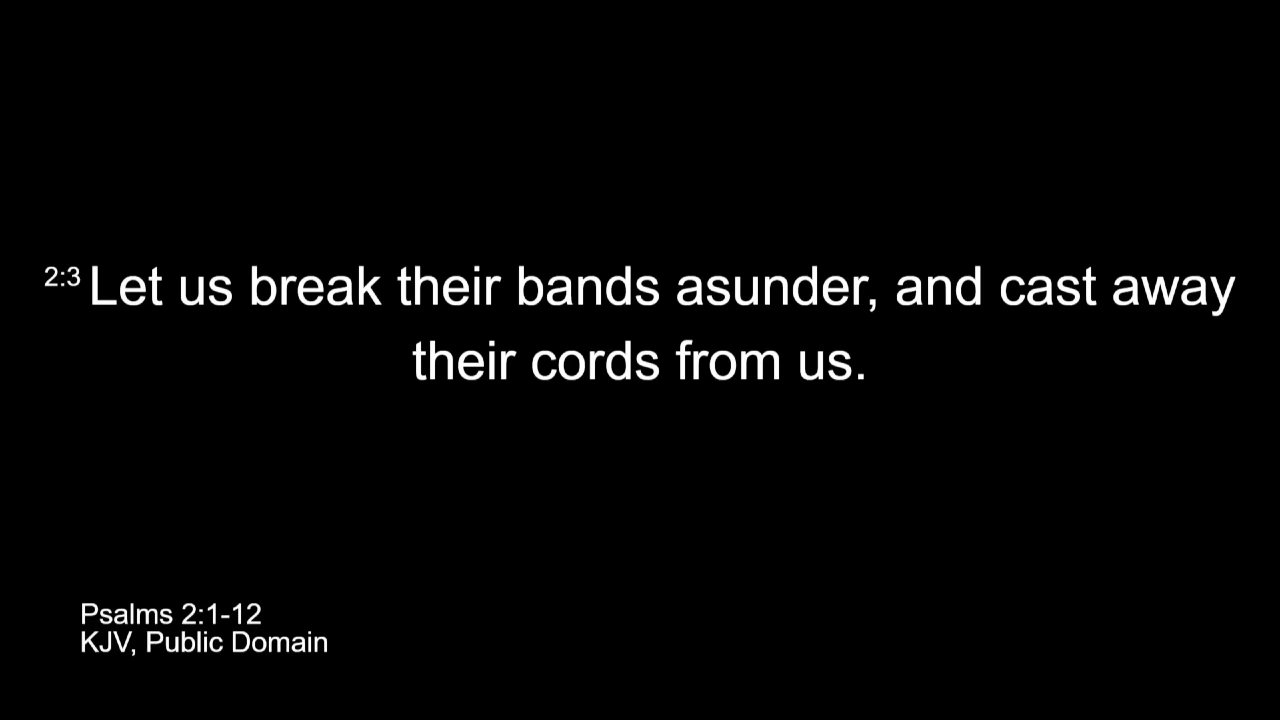 2:3 Let us break their bands asunder, and cast away
their cords from us.
Psalms 2:1-12
KJV, Public Domain